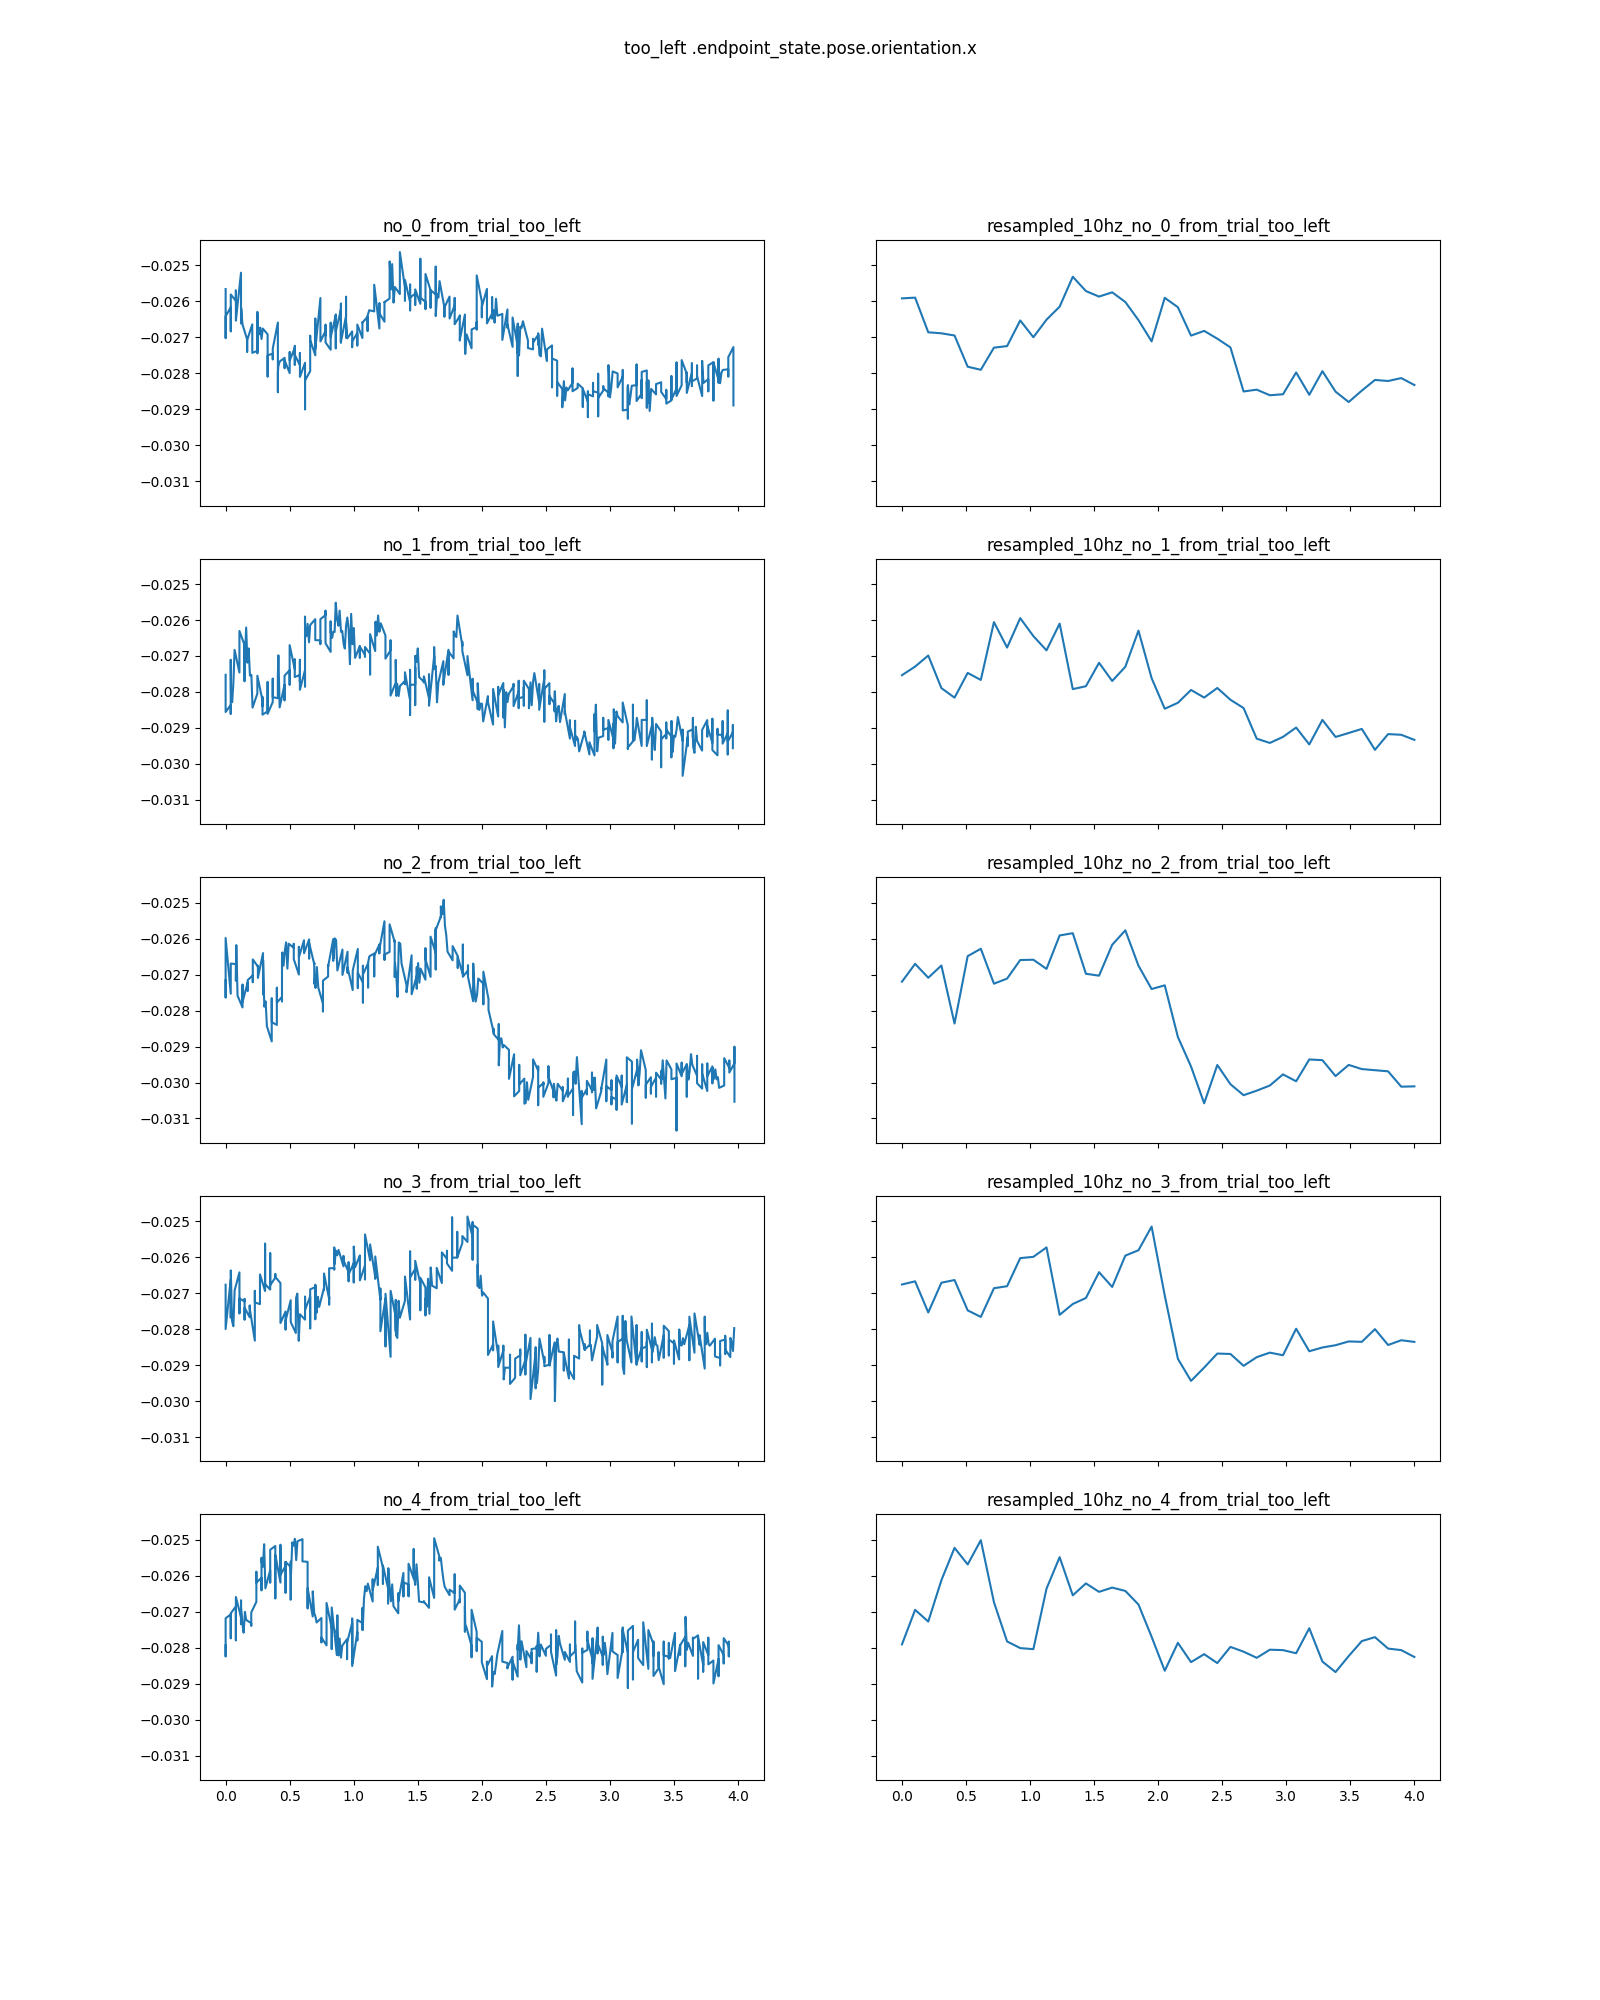 too_left .endpoint_state.pose.orientation.x
no_0_from_trial_too_left
resampled_10hz_no_0_from_trial_too_left
−0.025
−0.026
−0.027
−0.028
−0.029
−0.030
−0.031
no_1_from_trial_too_left
resampled_10hz_no_1_from_trial_too_left
−0.025
−0.026
−0.027
−0.028
−0.029
−0.030
−0.031
no_2_from_trial_too_left
resampled_10hz_no_2_from_trial_too_left
−0.025
−0.026
−0.027
−0.028
−0.029
−0.030
−0.031
no_3_from_trial_too_left
resampled_10hz_no_3_from_trial_too_left
−0.025
−0.026
−0.027
−0.028
−0.029
−0.030
−0.031
no_4_from_trial_too_left
resampled_10hz_no_4_from_trial_too_left
−0.025
−0.026
−0.027
−0.028
−0.029
−0.030
−0.031
0.0 0.5 1.0 1.5 2.0 2.5 3.0 3.5 4.0
0.0 0.5 1.0 1.5 2.0 2.5 3.0 3.5 4.0